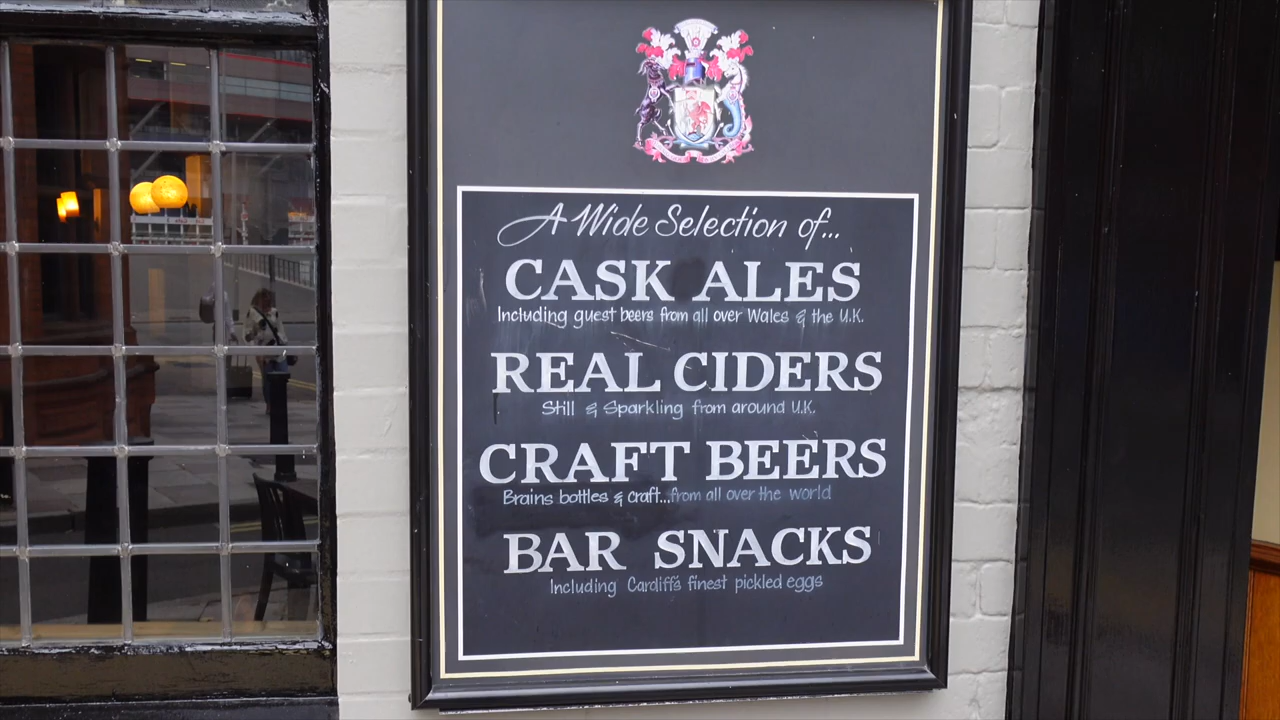 A Wide Selection of...
CASK ALES
Including guest beers from all over Wales & the U.K.
REAL CIDERS
Still & Sparkling from around U.K.
CRAFT BEERS
Brains bottles & craft...from all over the world
BAR SNACKS
Including Cardiff's finest pickled eggs